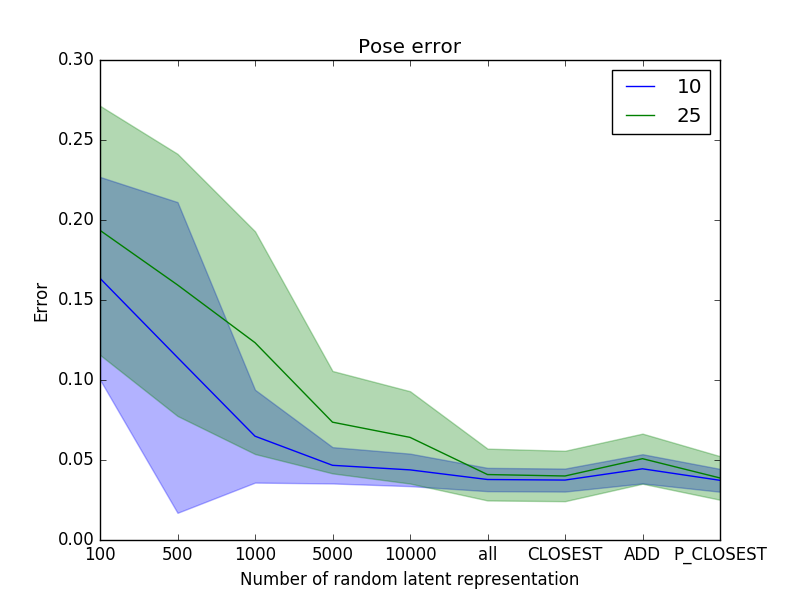 Pose error
0.30
0.25
0.20
0.15
0.10
0.05
0.00
Error
10
25
100 500 1000 5000 10000 all CLOSEST ADD P_CLOSEST
Number of random latent representation